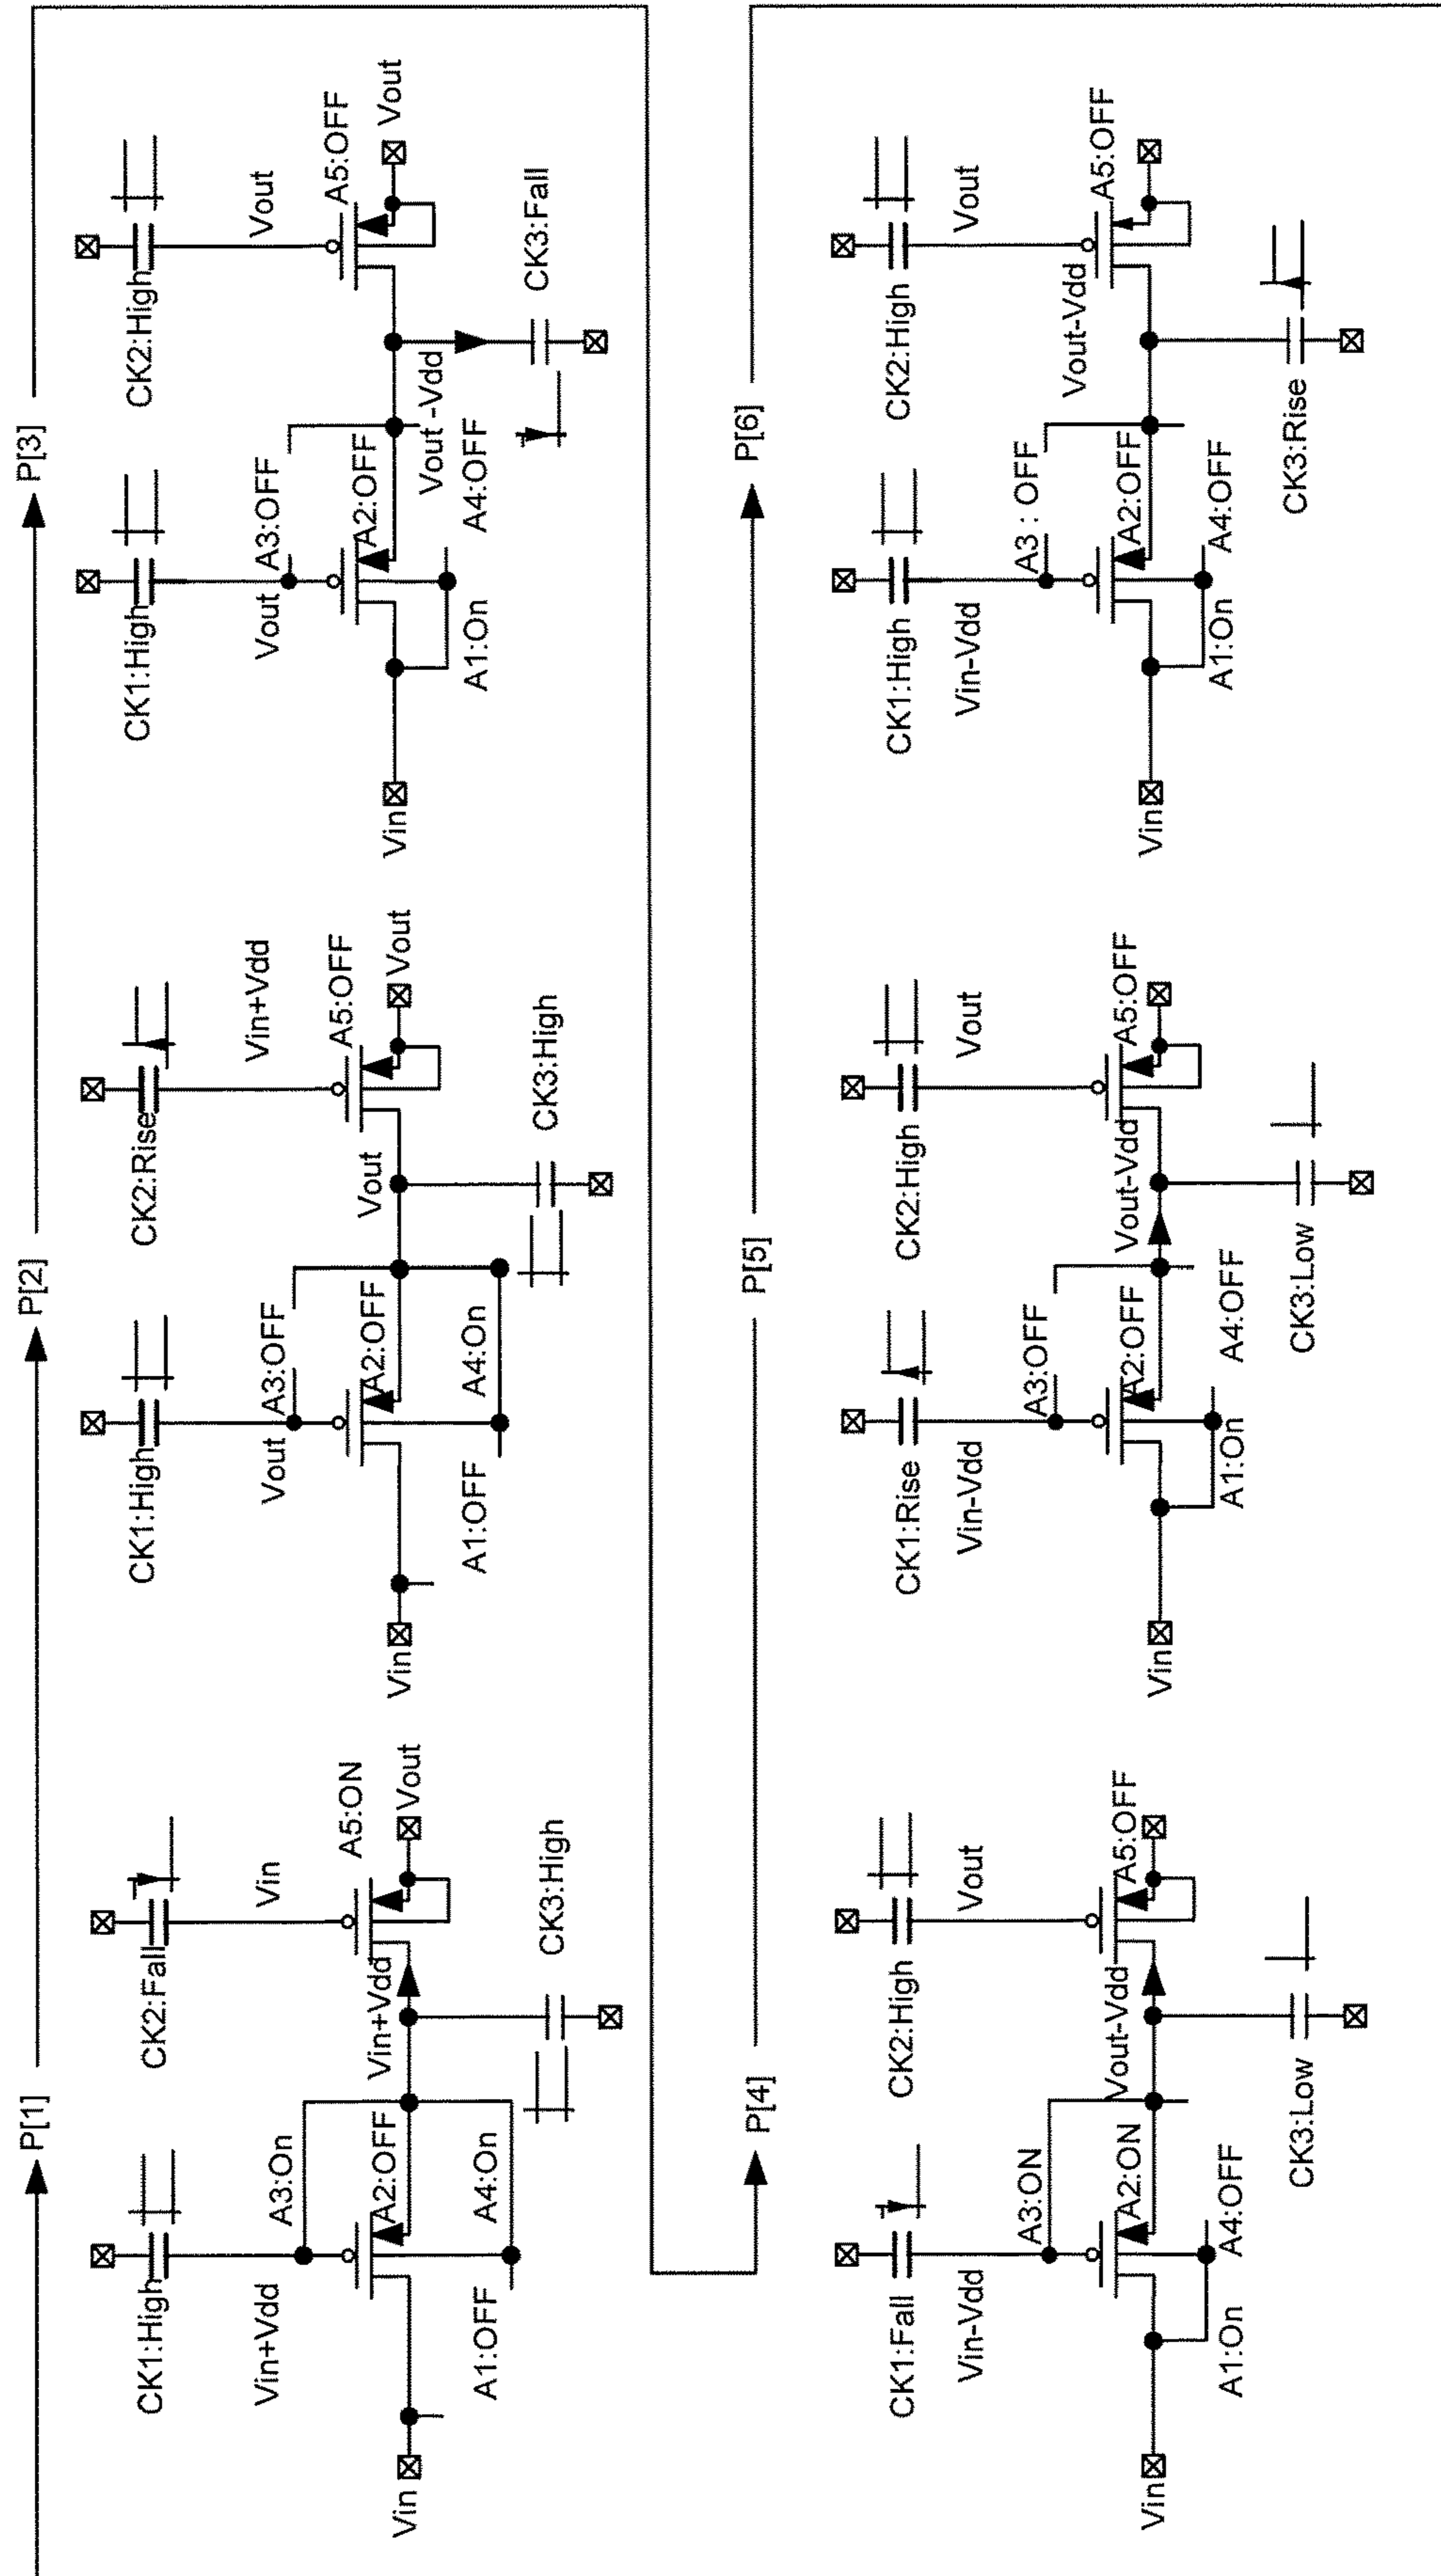 P[1]
CK1:High
CK2:Fall
Vin+Vdd
A3:On
Vin
A5:ON
A2:OFF
Vin+Vdd
Vout
Vin
A1:OFF
A4:On
CK3:High
P[2]
CK1:High
CK2:Rise
Vout
A3:OFF
Vin+Vdd
A5:OFF
A2:OFF
Vout
Vout
Vin
A1:OFF
A4:On
CK3:High
P[3]
CK1:High
CK2:High
Vout
A3:OFF
Vout
A5:OFF
A2:OFF
Vout
Vin
Vout -Vdd
A1:On
A4:OFF
CK3:Fall
P[4]
CK1:Fall
CK2:High
Vin-Vdd
A3:ON
Vout
A2:ON
Vout-Vdd
A5:OFF
Vin
A1:On
A4:OFF
CK3:Low
P[5]
CK1:Rise
CK2:High
Vin-Vdd
A3:OFF
Vout
A2:OFF
Vout-Vdd
A5:OFF
Vin
A1:On
A4:OFF
CK3:Low
P[6]
CK1:High
CK2:High
Vin-Vdd
A3 : OFF
Vout
A2:OFF
Vout-Vdd
A5:OFF
Vin
A1:On
A4:OFF
CK3:Rise